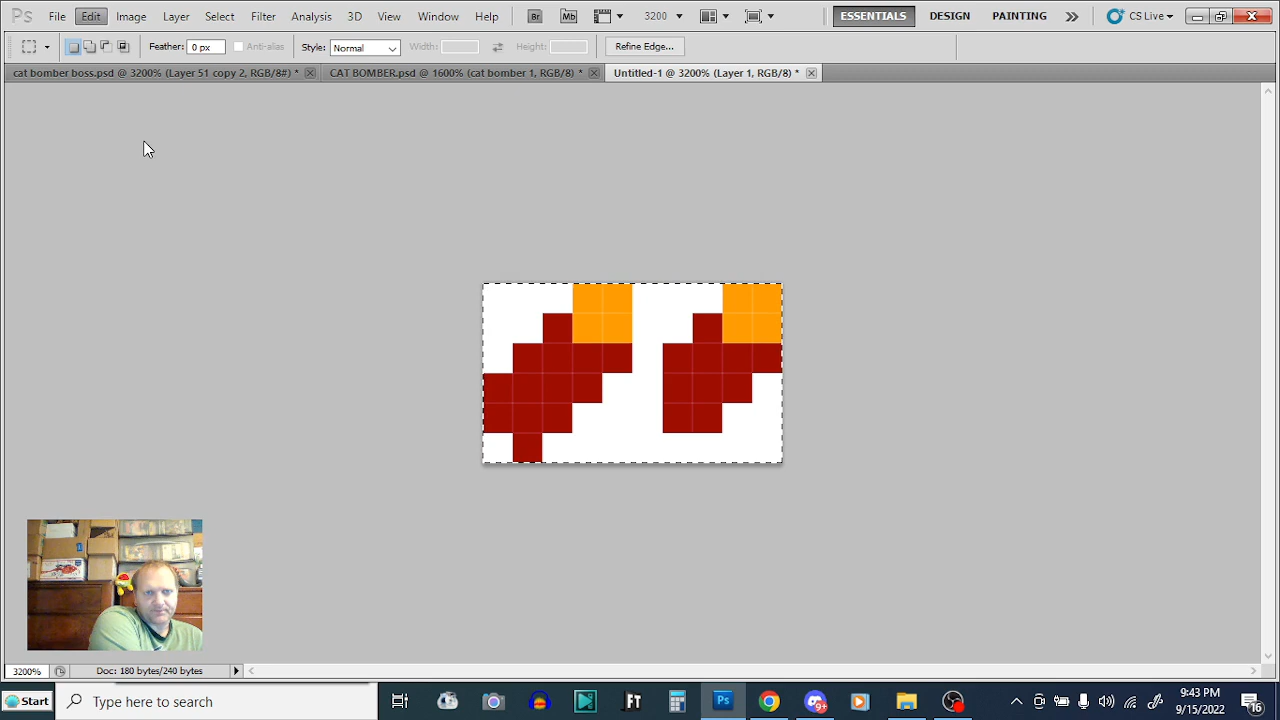 Ps File Edit Image Layer Select Filter Analysis 3D View Window Help Br Mb 3200 ESSENTIALS DESIGN PAINTING CS Live
Feather: 0 px Anti-alias Style: Normal Width: Height: Refine Edge...
cat bomber boss.psd @ 3200% (Layer 51 copy 2, RGB/8#) * CAT BOMBER.psd @ 1600% (cat bomber 1, RGB/8) * Untitled-1 @ 3200% (Layer 1, RGB/8) *
3200% Doc: 180 bytes/240 bytes
Start Type here to search FT Ps 9+ 9:43 PM
9/15/2022 16